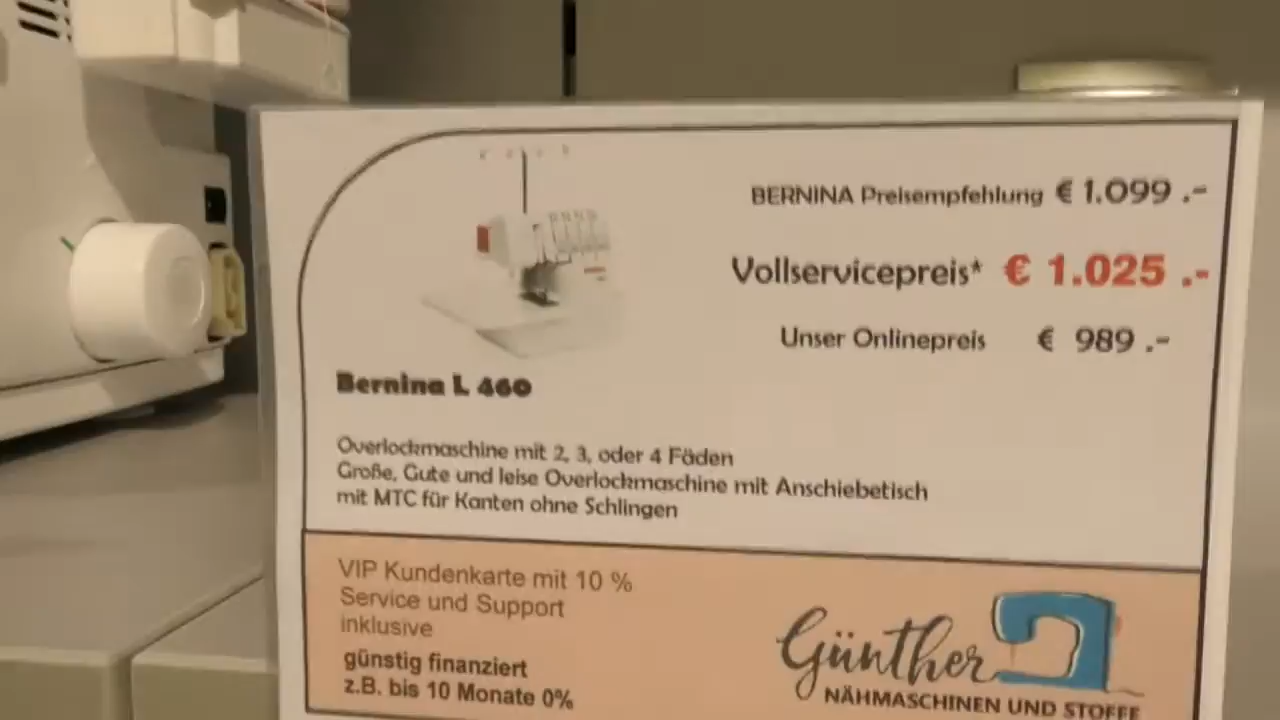 BERNINA Preisempfehlung € 1.099 .-
Vollservicepreis* € 1.025 .-
Unser Onlinepreis € 989 .-
Bernina L 460
Overlockmaschine mit 2, 3, oder 4 Fäden
Große, Gute und leise Overlockmaschine mit Anschiebetisch
mit MTC für Kanten ohne Schlingen
VIP Kundenkarte mit 10 %
Service und Support
inklusive
günstig finanziert
z.B. bis 10 Monate 0%
Günther
NÄHMASCHINEN UND STOFFE